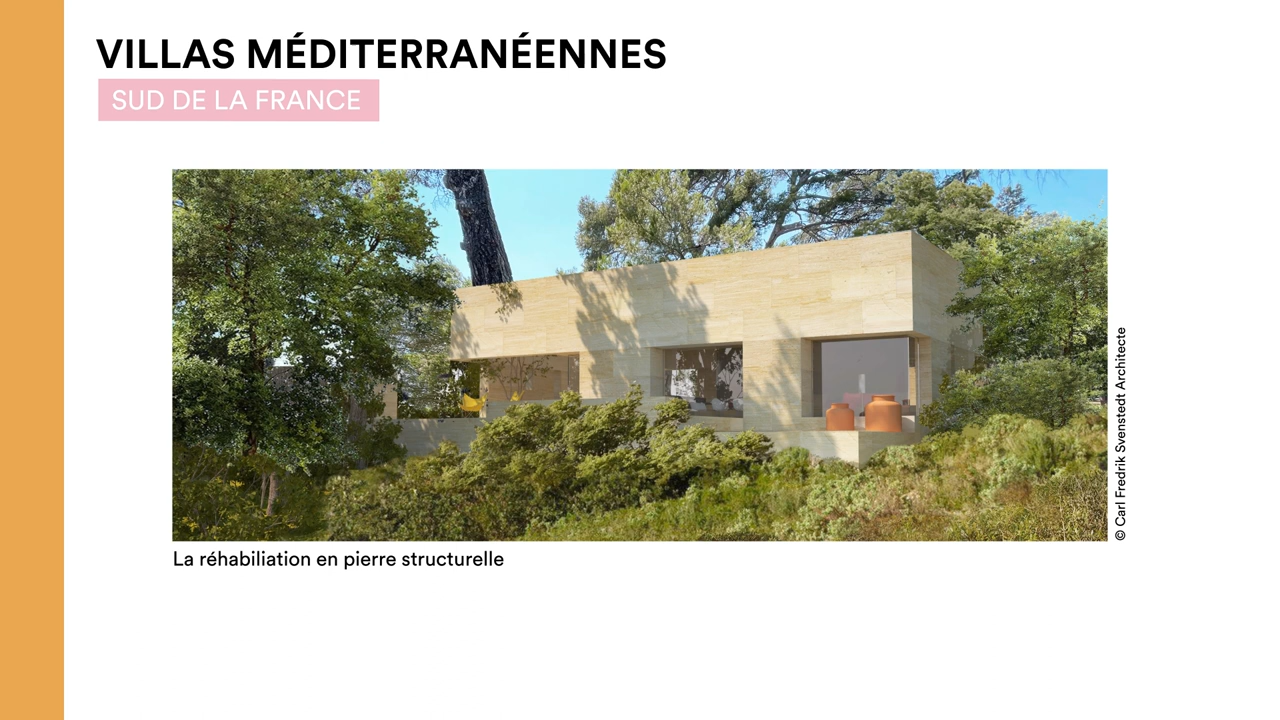 VILLAS MÉDITERRANÉENNES
SUD DE LA FRANCE
© Carl Fredrik Svenstedt Architecte
La réhabiliation en pierre structurelle